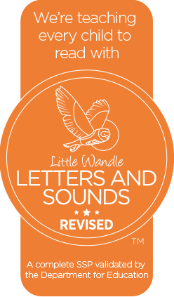 We're teaching
every child to
read with
Little Wandle
LETTERS AND
SOUNDS
REVISED
TM
A complete SSP validated by
the Department for Education